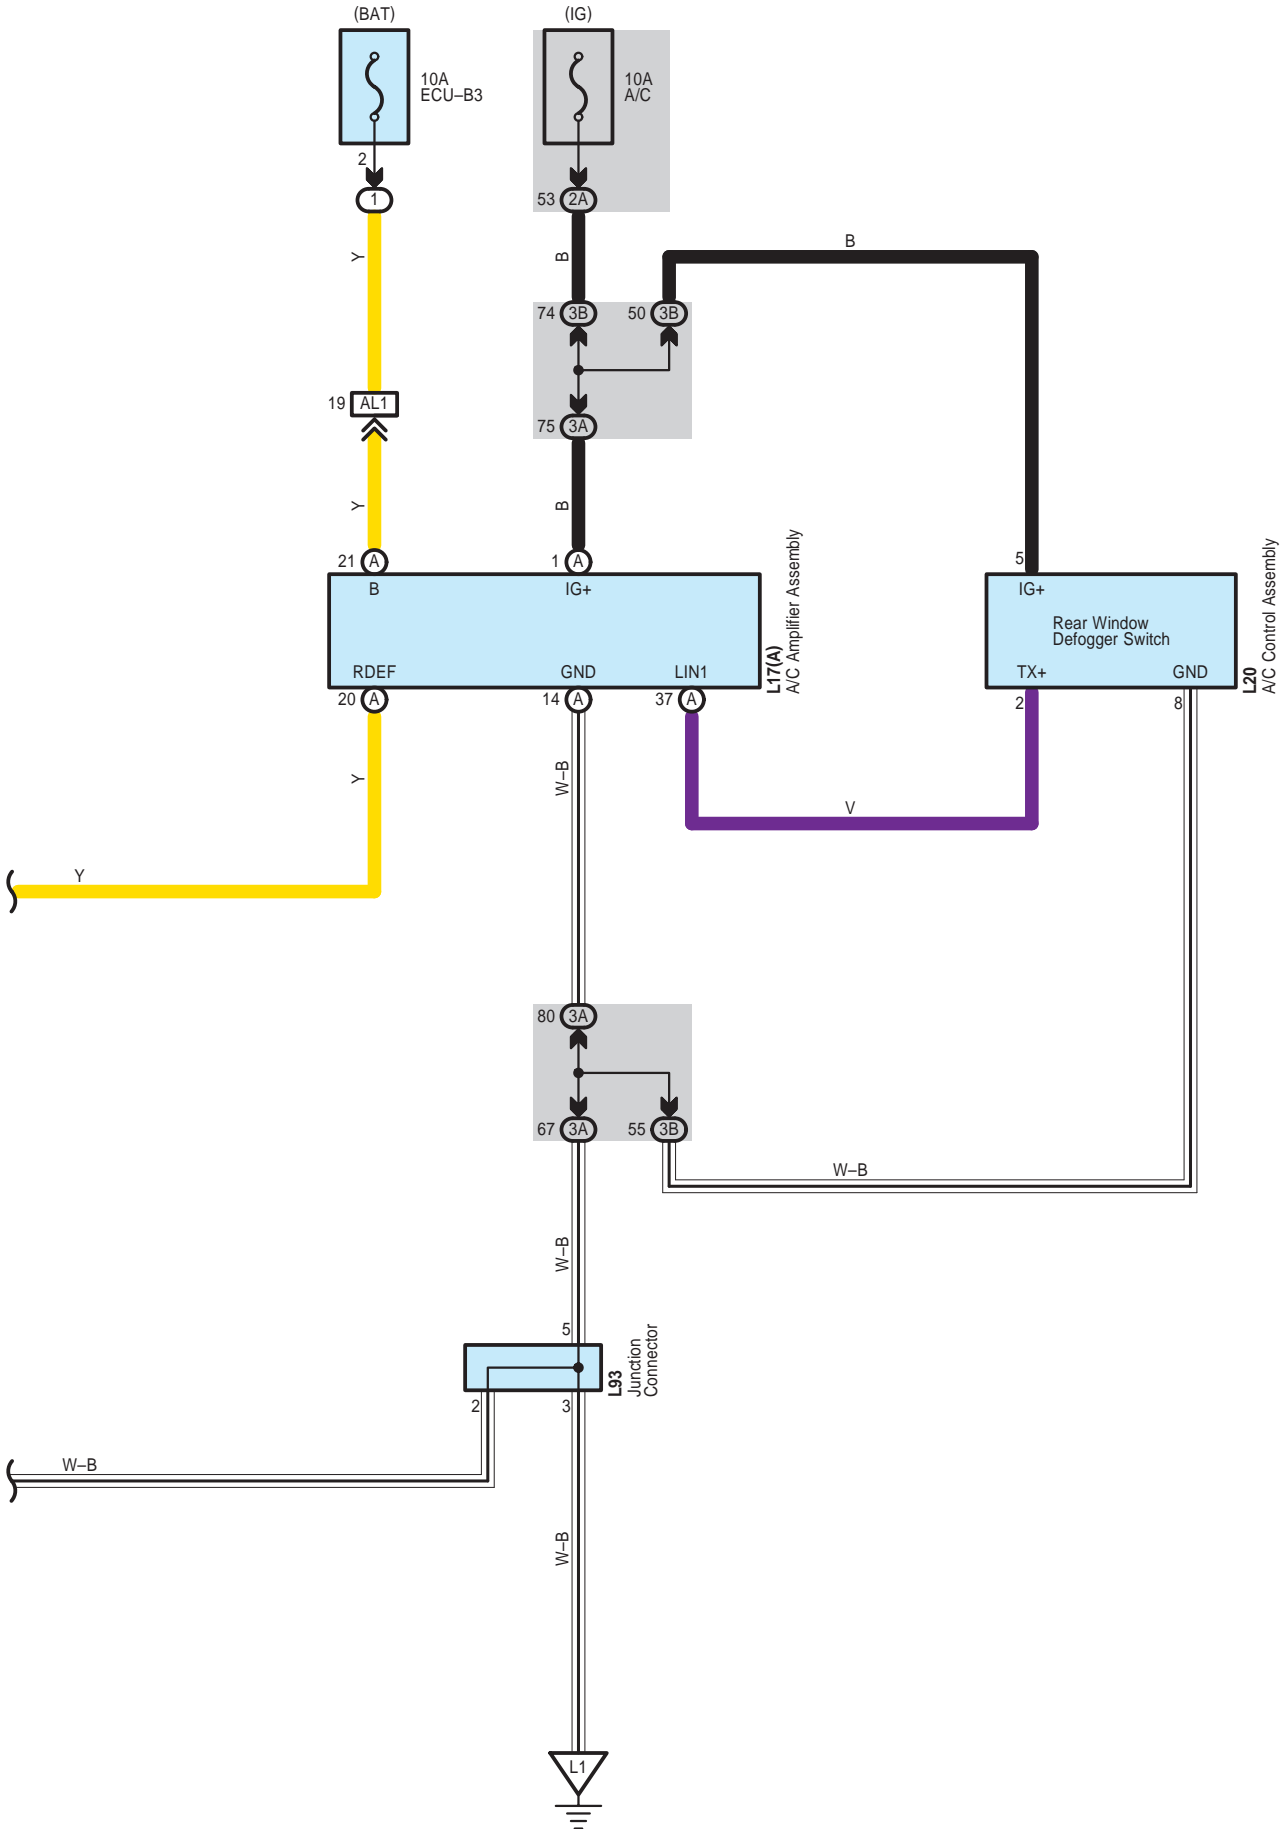 (BAT)
(IG)
10A
ECU–B3
10A
A/C
2
1
53
2A
Y
B
B
74
3B
50
3B
19
AL1
75
3A
Y
B
21
A
1
A
5
B
IG+
IG+
Rear Window
Defogger Switch
RDEF
GND
LIN1
TX+
GND
L17(A)
A/C Amplifier Assembly
L20
A/C Control Assembly
20
A
14
A
37
A
2
8
Y
W–B
V
Y
80
3A
67
3A
55
3B
W–B
W–B
5
L93
Junction
Connector
2
3
W–B
W–B
L1